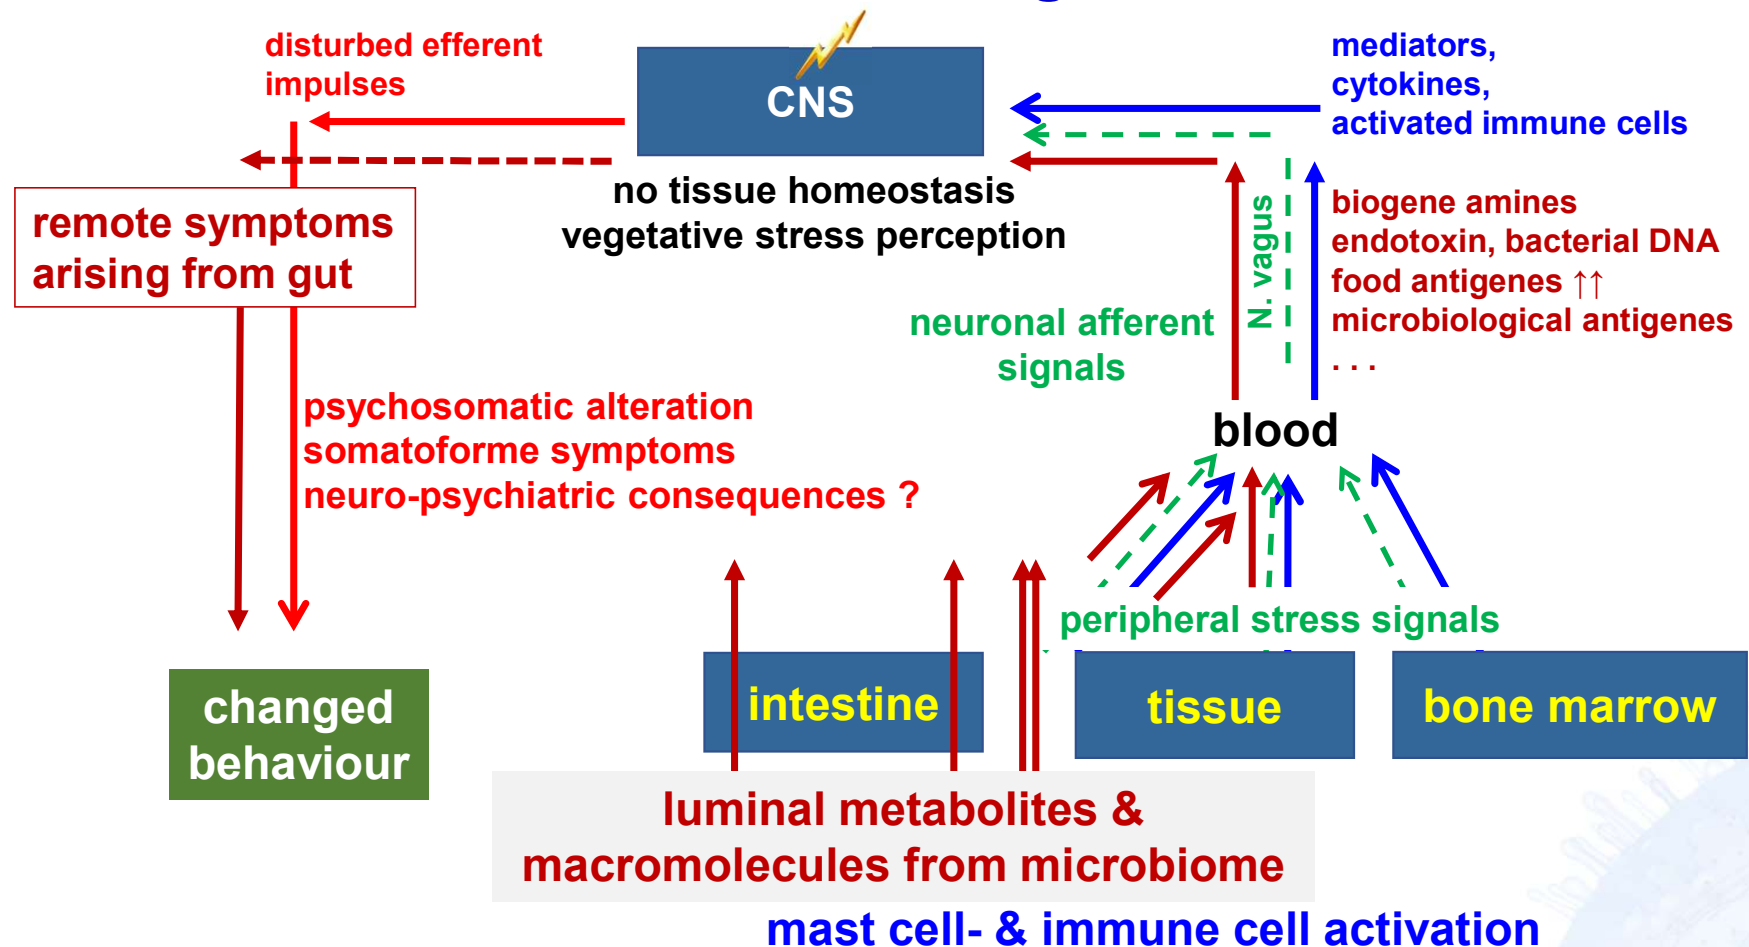 disturbed efferent
impulses
CNS
mediators,
cytokines,
activated immune cells
no tissue homeostasis
vegetative stress perception
remote symptoms
arising from gut
N. vagus
biogene amines
endotoxin, bacterial DNA
food antigenes ↑↑
microbiological antigenes
. . .
neuronal afferent
signals
psychosomatic alteration
somatoforme symptoms
neuro-psychiatric consequences ?
blood
peripheral stress signals
changed
behaviour
intestine
tissue
bone marrow
luminal metabolites &
macromolecules from microbiome
mast cell- & immune cell activation